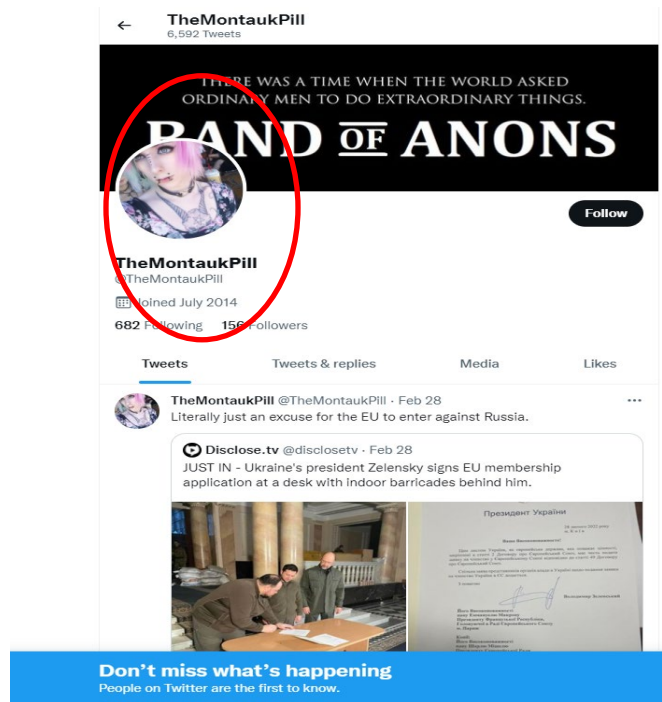 TheMontaukPill
6,592 Tweets
THERE WAS A TIME WHEN THE WORLD ASKED
ORDINARY MEN TO DO EXTRAORDINARY THINGS.
BAND OF ANONS
Follow
TheMontaukPill
@TheMontaukPill
Joined July 2014
682 Following 156 Followers
Tweets Tweets & replies Media Likes
TheMontaukPill @TheMontaukPill · Feb 28
Literally just an excuse for the EU to enter against Russia.
Disclose.tv @disclosetv · Feb 28
JUST IN - Ukraine's president Zelensky signs EU membership
application at a desk with indoor barricades behind him.
Президент України
Володимир Зеленський
Don't miss what's happening
People on Twitter are the first to know.